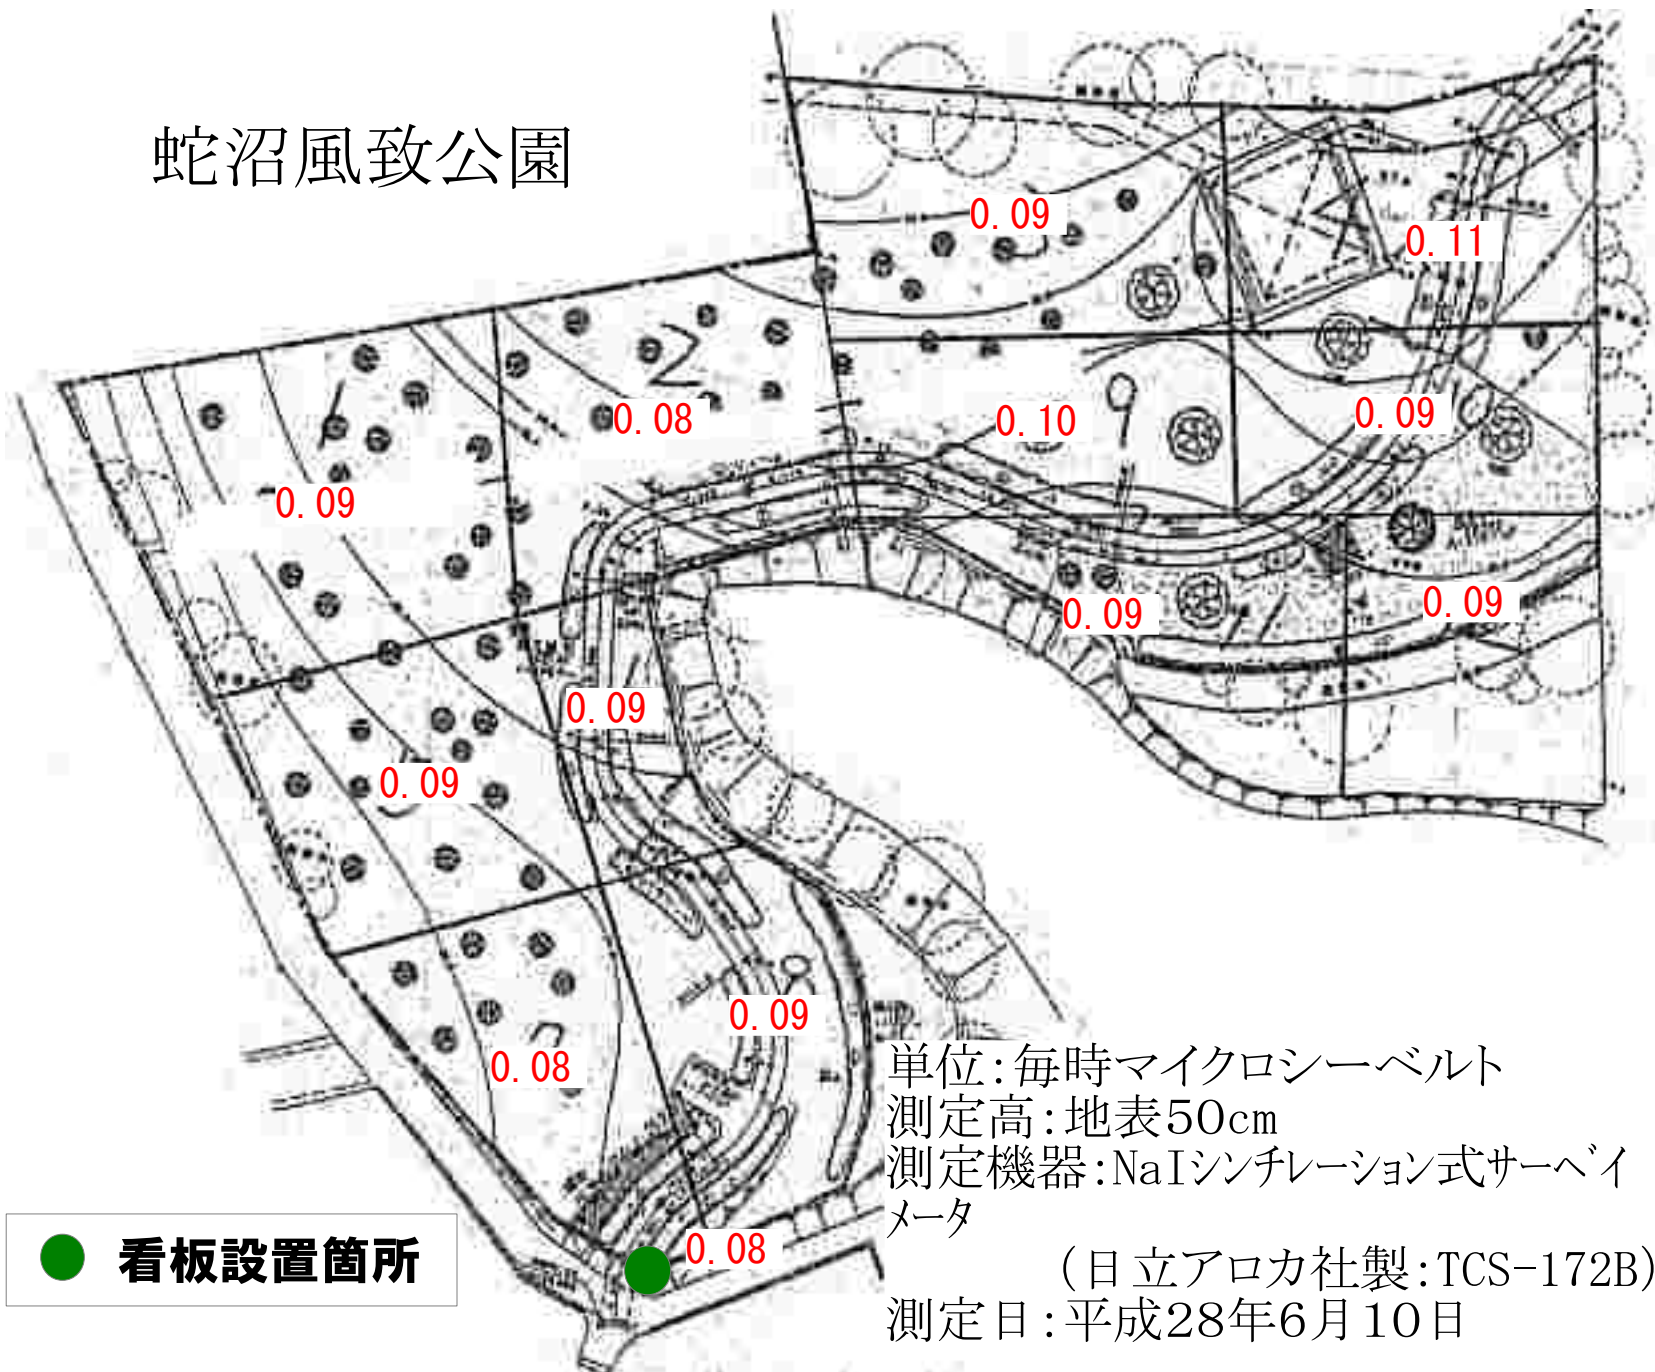 蛇沼風致公園
0.09
0.11
0.08
0.10
0.09
0.09
0.09
0.09
0.09
0.09
0.09
0.08
0.08
単位：毎時マイクロシーベルト
測定高：地表50cm
測定機器：NaIシンチレーション式サーベイ
メータ
（日立アロカ社製：TCS-172B）
測定日：平成28年6月10日
看板設置箇所